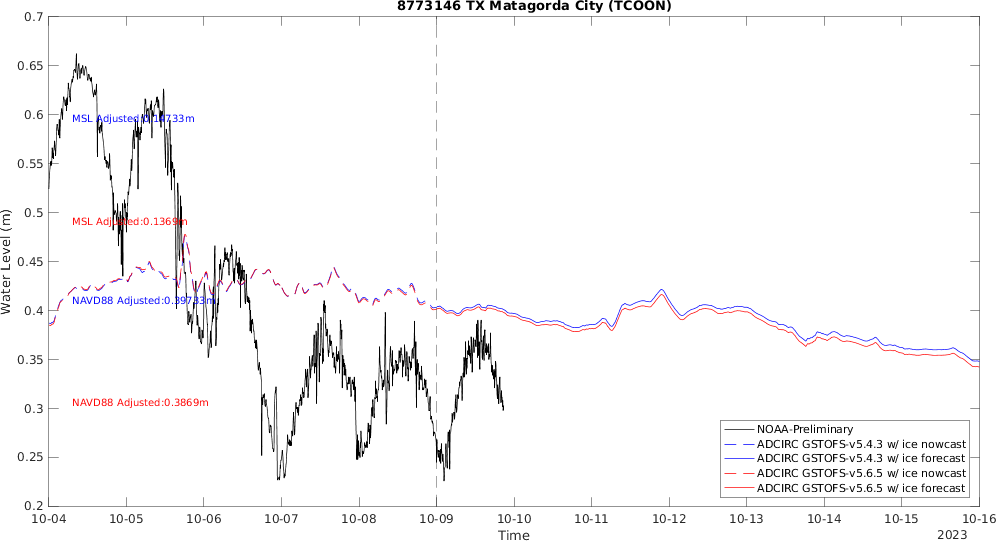 8773146 TX Matagorda City (TCOON)
0.7
0.65
0.6
0.55
0.5
0.45
0.4
0.35
0.3
0.25
0.2
Water Level (m)
MSL Adjusted:0.14733m
MSL Adjusted:0.1369m
NAVD88 Adjusted:0.39733m
NAVD88 Adjusted:0.3869m
NOAA-Preliminary
ADCIRC GSTOFS-v5.4.3 w/ ice nowcast
ADCIRC GSTOFS-v5.4.3 w/ ice forecast
ADCIRC GSTOFS-v5.6.5 w/ ice nowcast
ADCIRC GSTOFS-v5.6.5 w/ ice forecast
10-04 10-05 10-06 10-07 10-08 10-09 10-10 10-11 10-12 10-13 10-14 10-15 10-16
Time
2023